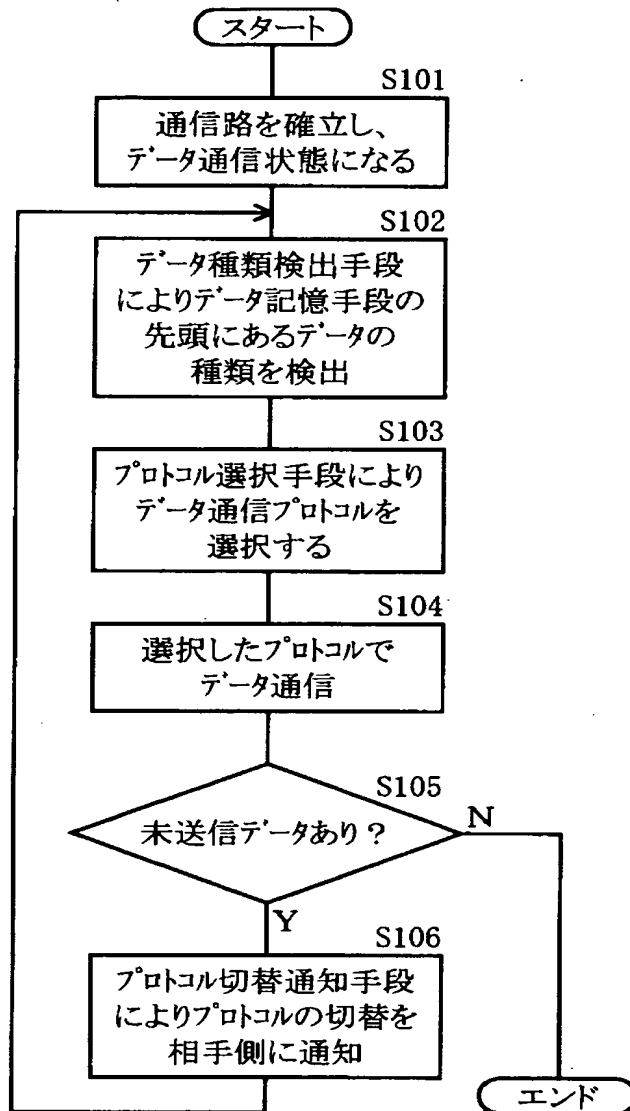 スタート
S101
通信路を確立し、
データ通信状態になる
S102
データ種類検出手段
によりデータ記憶手段の
先頭にあるデータの
種類を検出
S103
プロトコル選択手段により
データ通信プロトコルを
選択する
S104
選択したプロトコルで
データ通信
S105
未送信データあり?
N
Y
S106
プロトコル切替通知手段
によりプロトコルの切替を
相手側に通知
エンド